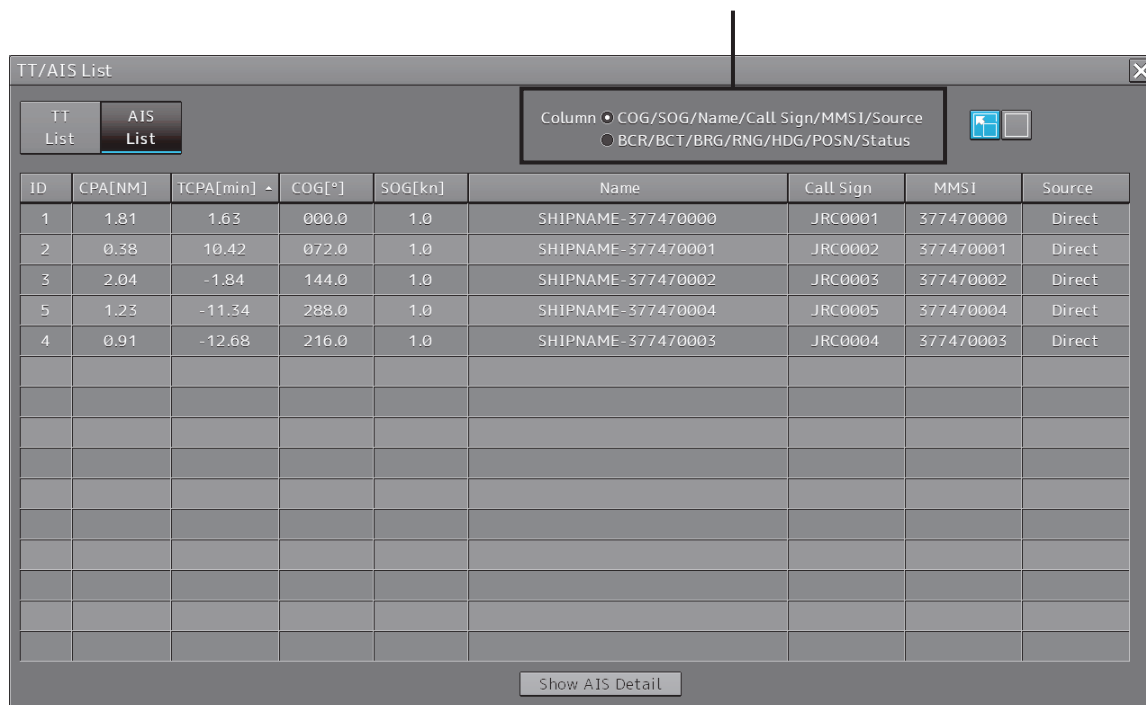 TT/AIS List
TT List
AIS List
Column COG/SOG/Name/Call Sign/MMSI/Source
BCR/BCT/BRG/RNG/HDG/POSN/Status
ID CPA[NM] TCPA[min] COG[°] SOG[kn] Name Call Sign MMSI Source
1 1.81 1.63 000.0 1.0 SHIPNAME-377470000 JRC0001 377470000 Direct
2 0.38 10.42 072.0 1.0 SHIPNAME-377470001 JRC0002 377470001 Direct
3 2.04 -1.84 144.0 1.0 SHIPNAME-377470002 JRC0003 377470002 Direct
5 1.23 -11.34 288.0 1.0 SHIPNAME-377470004 JRC0005 377470004 Direct
4 0.91 -12.68 216.0 1.0 SHIPNAME-377470003 JRC0004 377470003 Direct
Show AIS Detail